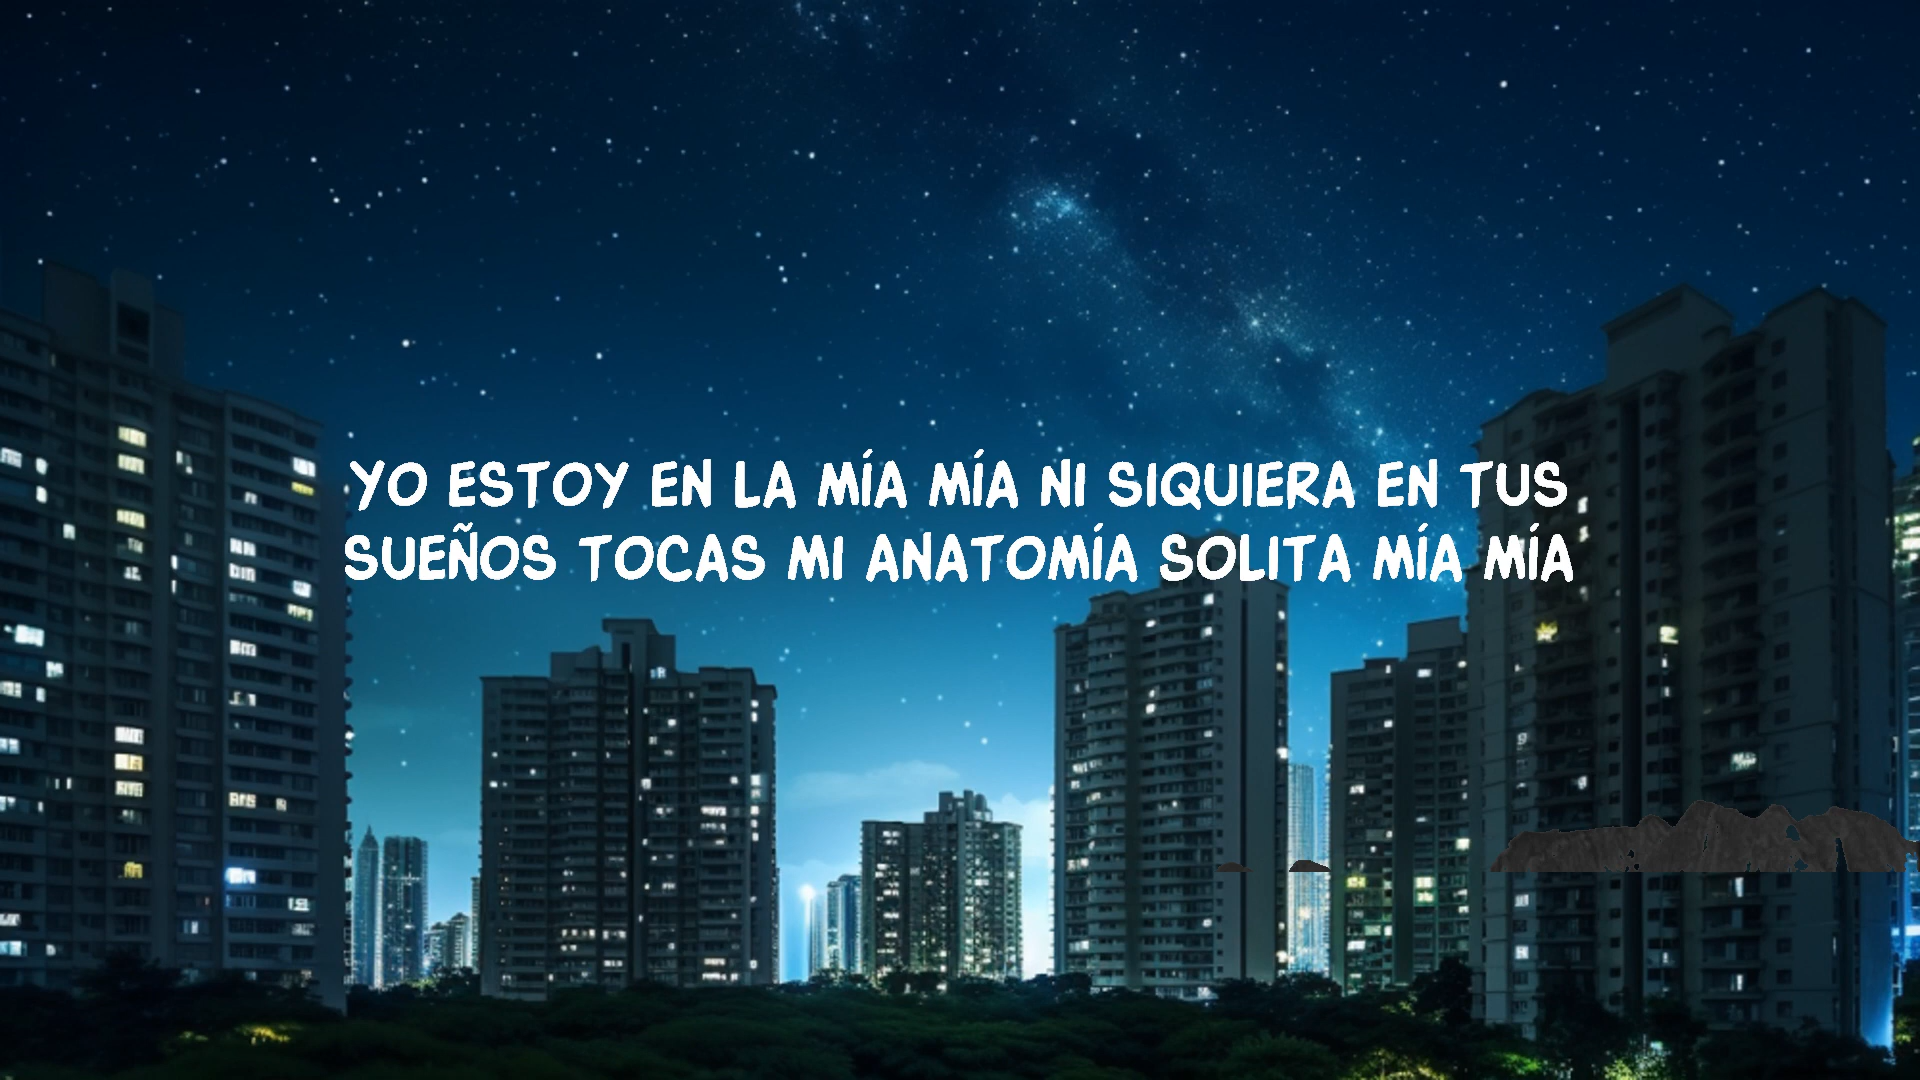 YO ESTOY EN LA MÍA MÍA NI SIQUIERA EN TUS
SUEÑOS TOCAS MI ANATOMÍA SOLITA MÍA MÍA